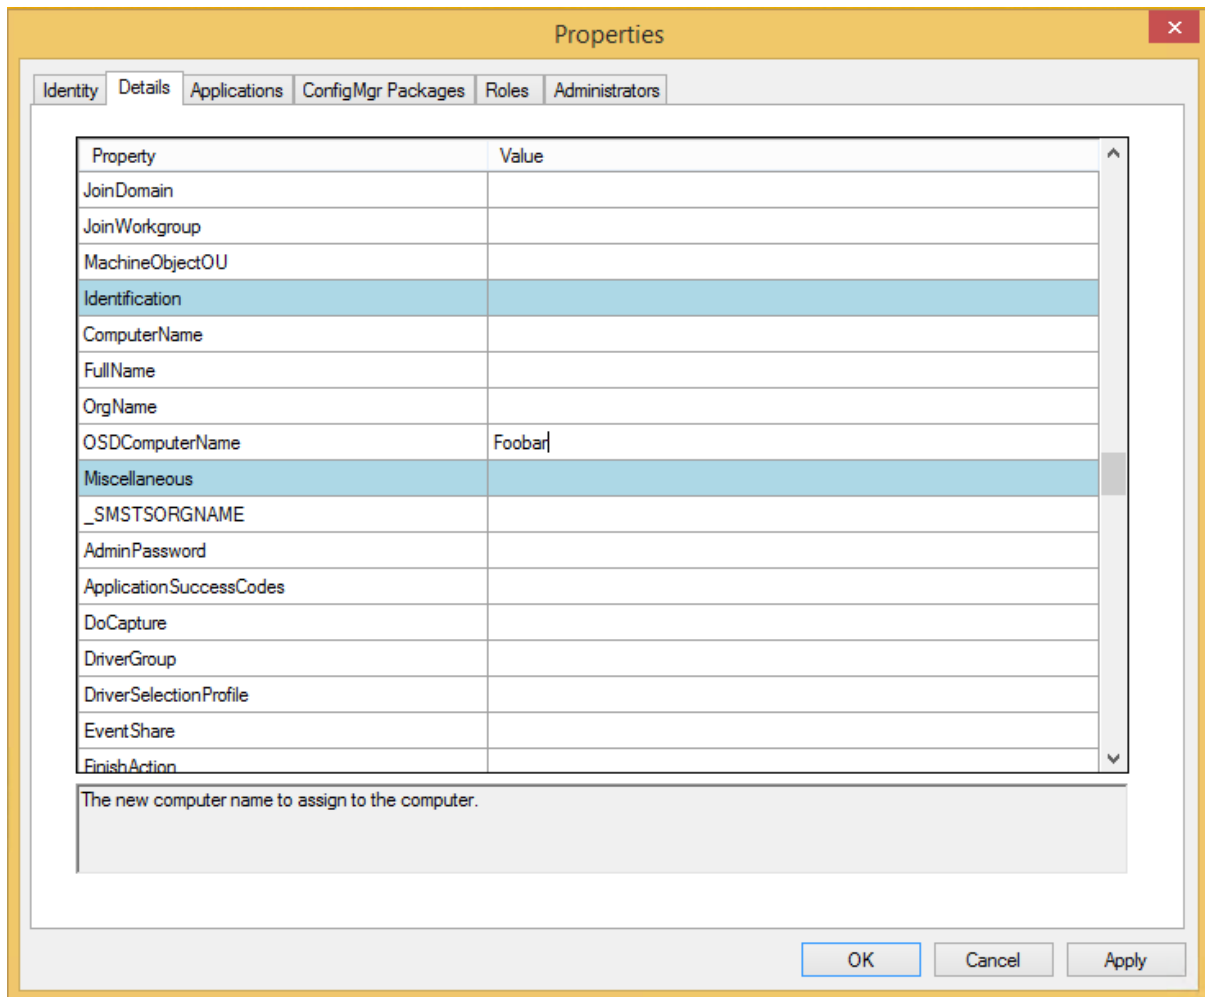 Properties
Identity Details Applications ConfigMgr Packages Roles Administrators
Property Value
JoinDomain
JoinWorkgroup
MachineObjectOU
Identification
ComputerName
FullName
OrgName
OSDComputerName Foobar
Miscellaneous
_SMSTSORGNAME
AdminPassword
ApplicationSuccessCodes
DoCapture
DriverGroup
DriverSelectionProfile
EventShare
FinishAction
The new computer name to assign to the computer.
OK Cancel Apply